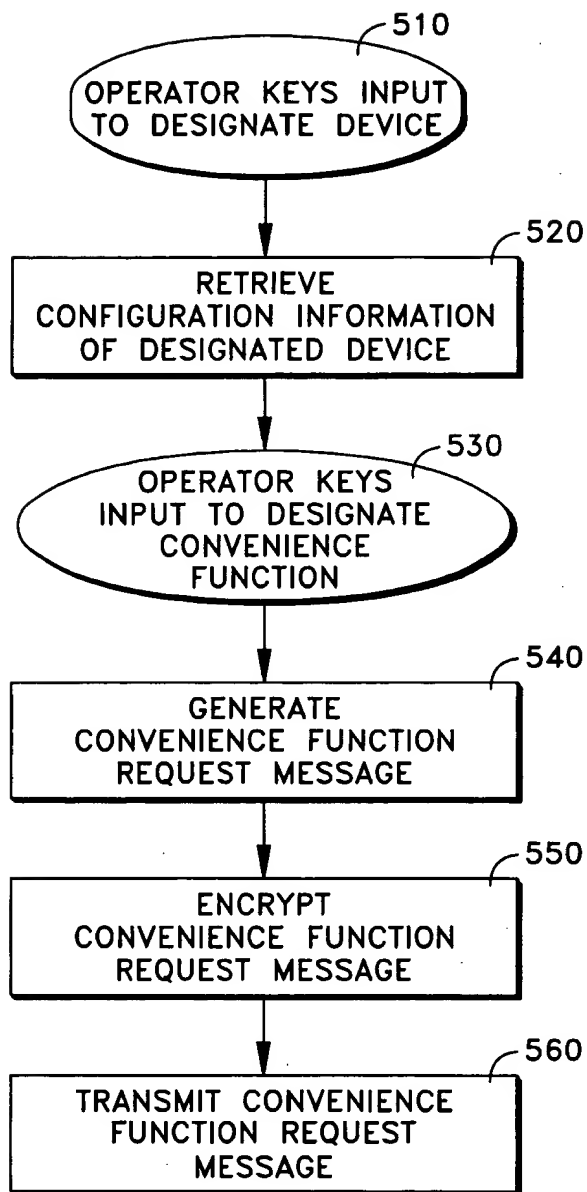 510
OPERATOR KEYS INPUT
TO DESIGNATE DEVICE
520
RETRIEVE
CONFIGURATION INFORMATION
OF DESIGNATED DEVICE
530
OPERATOR KEYS
INPUT TO DESIGNATE
CONVENIENCE
FUNCTION
540
GENERATE
CONVENIENCE FUNCTION
REQUEST MESSAGE
550
ENCRYPT
CONVENIENCE FUNCTION
REQUEST MESSAGE
560
TRANSMIT CONVENIENCE
FUNCTION REQUEST
MESSAGE